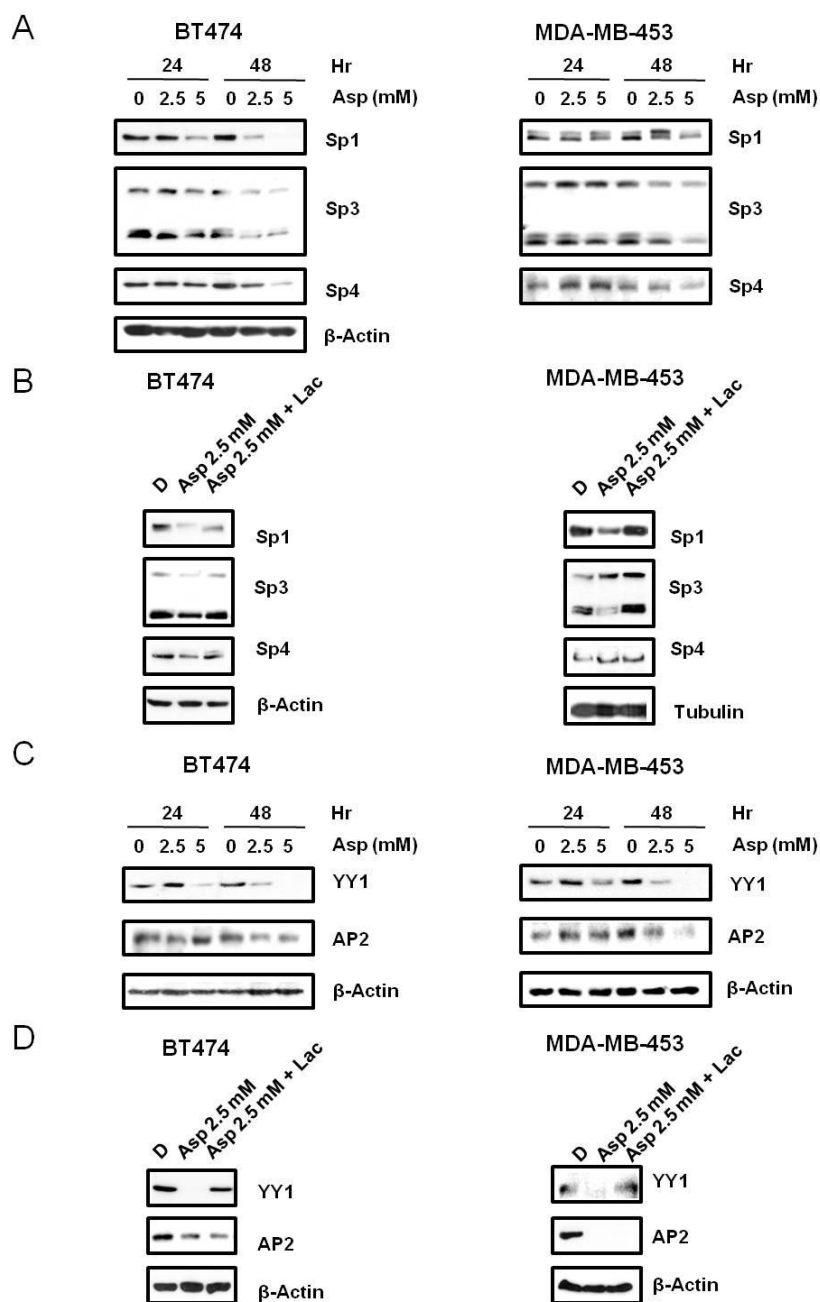 A
BT474 MDA-MB-453
24 48 Hr 24 48 Hr
0 2.5 5 0 2.5 5 Asp (mM) 0 2.5 5 0 2.5 5 Asp (mM)
Sp1 Sp1
Sp3 Sp3
Sp4 Sp4
β-Actin
B
BT474 MDA-MB-453
D Asp 2.5 mM Asp 2.5 mM + Lac D Asp 2.5 mM Asp 2.5 mM + Lac
Sp1 Sp1
Sp3 Sp3
Sp4 Sp4
β-Actin Tubulin
C
BT474 MDA-MB-453
24 48 Hr 24 48 Hr
0 2.5 5 0 2.5 5 Asp (mM) 0 2.5 5 0 2.5 5 Asp (mM)
YY1 YY1
AP2 AP2
β-Actin β-Actin
D
BT474 MDA-MB-453
D Asp 2.5 mM Asp 2.5 mM + Lac D Asp 2.5 mM Asp 2.5 mM + Lac
YY1 YY1
AP2 AP2
β-Actin β-Actin